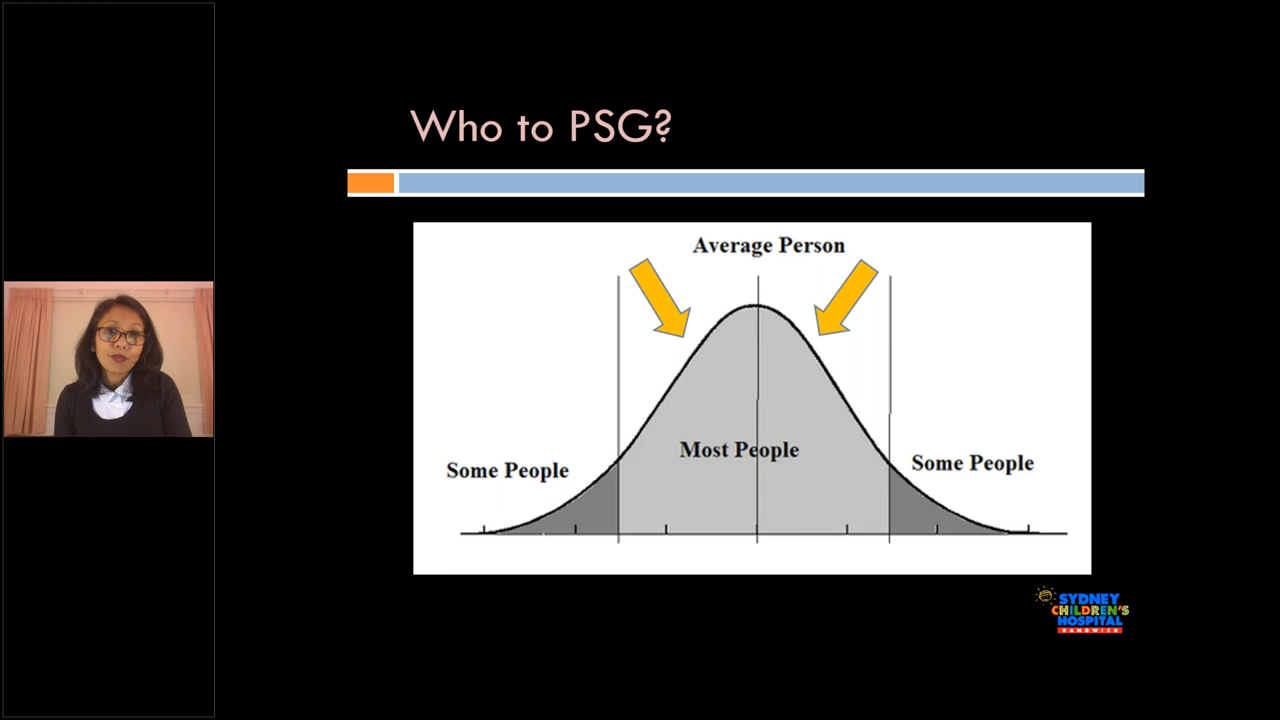 Who to PSG?
Average Person
Most People
Some People
Some People
SYDNEY
CHILDREN'S
HOSPITAL
RANDWICK